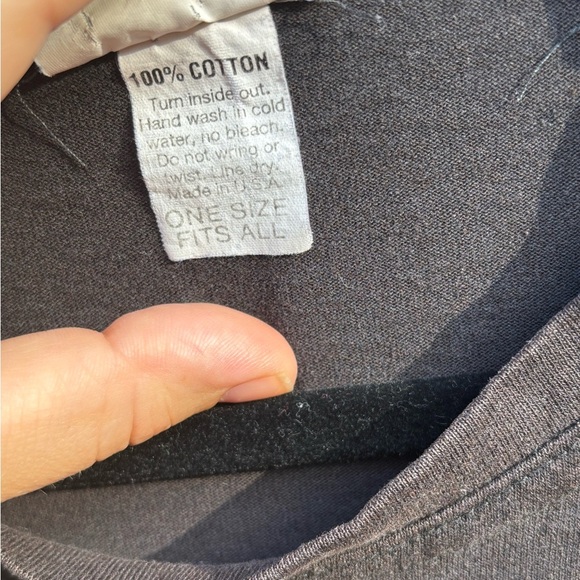 100% COTTON
Turn inside out.
Hand wash in cold
water, no bleach.
Do not wring or
twist. Line dry.
Made in U.S.A.
ONE SIZE
FITS ALL